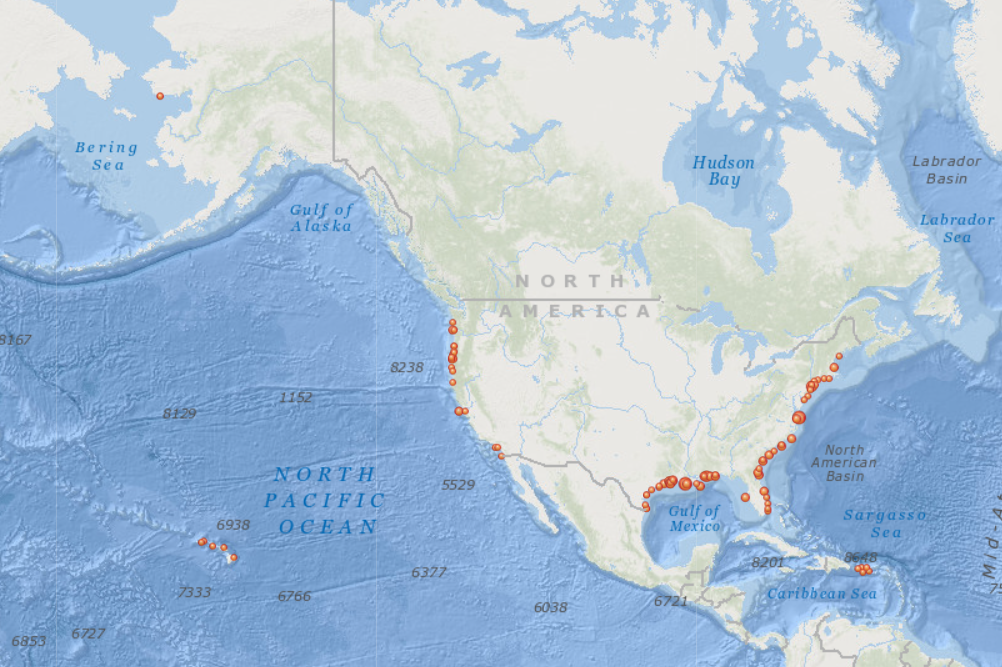 Bering
Sea
Gulf of
Alaska
Hudson
Bay
Labrador
Basin
Labrador
Sea
NORTH
AMERICA
8167
8238
1152
8129
North
American
Basin
NORTH
PACIFIC
OCEAN
5529
6938
Gulf of
Mexico
Sargasso
Sea
8648
8201
6377
Caribbean Sea
7333
6766
6038
6721
6727
6853
Mid